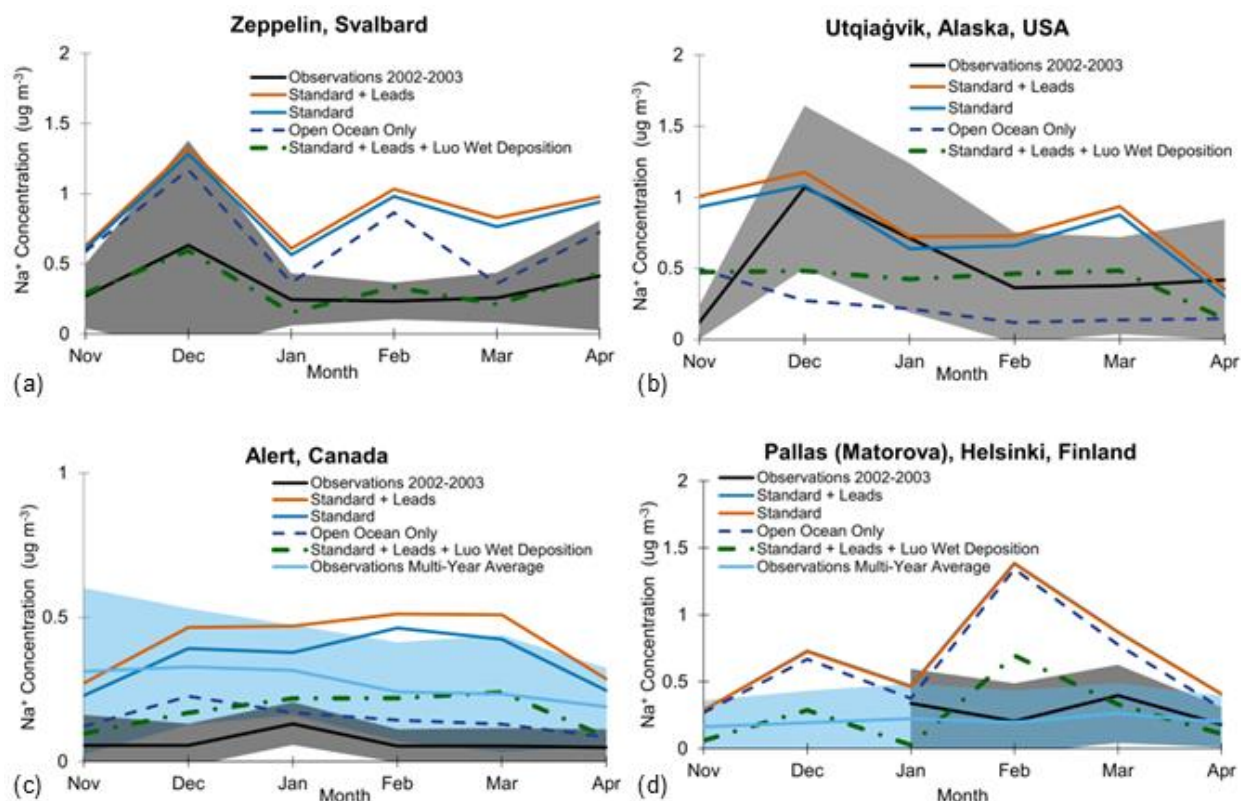 Zeppelin, Svalbard
2
1.5
1
0.5
0
Na⁺ Concentration (ug m⁻³)
Observations 2002-2003
Standard + Leads
Standard
Open Ocean Only
Standard + Leads + Luo Wet Deposition
Nov Dec Jan Feb Mar Apr
Month
(a)
Utqiaġvik, Alaska, USA
2
1.5
1
0.5
0
Na⁺ Concentration (ug m⁻³)
Observations 2002-2003
Standard + Leads
Standard
Open Ocean Only
Standard + Leads + Luo Wet Deposition
Nov Dec Jan Feb Mar Apr
Month
(b)
Alert, Canada
1
0.5
0
Na⁺ Concentration (ug m⁻³)
Observations 2002-2003
Standard + Leads
Standard
Open Ocean Only
Standard + Leads + Luo Wet Deposition
Observations Multi-Year Average
Nov Dec Jan Feb Mar Apr
Month
(c)
Pallas (Matorova), Helsinki, Finland
2
1.5
1
0.5
0
Na⁺ Concentration (ug m⁻³)
Observations 2002-2003
Standard + Leads
Standard
Open Ocean Only
Standard + Leads + Luo Wet Deposition
Observations Multi-Year Average
Nov Dec Jan Feb Mar Apr
Month
(d)